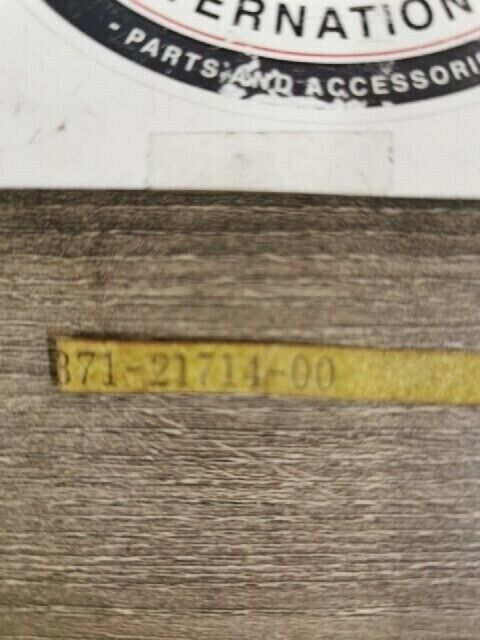 ERNATION
- PARTS AND ACCESSORI
371-21714-00